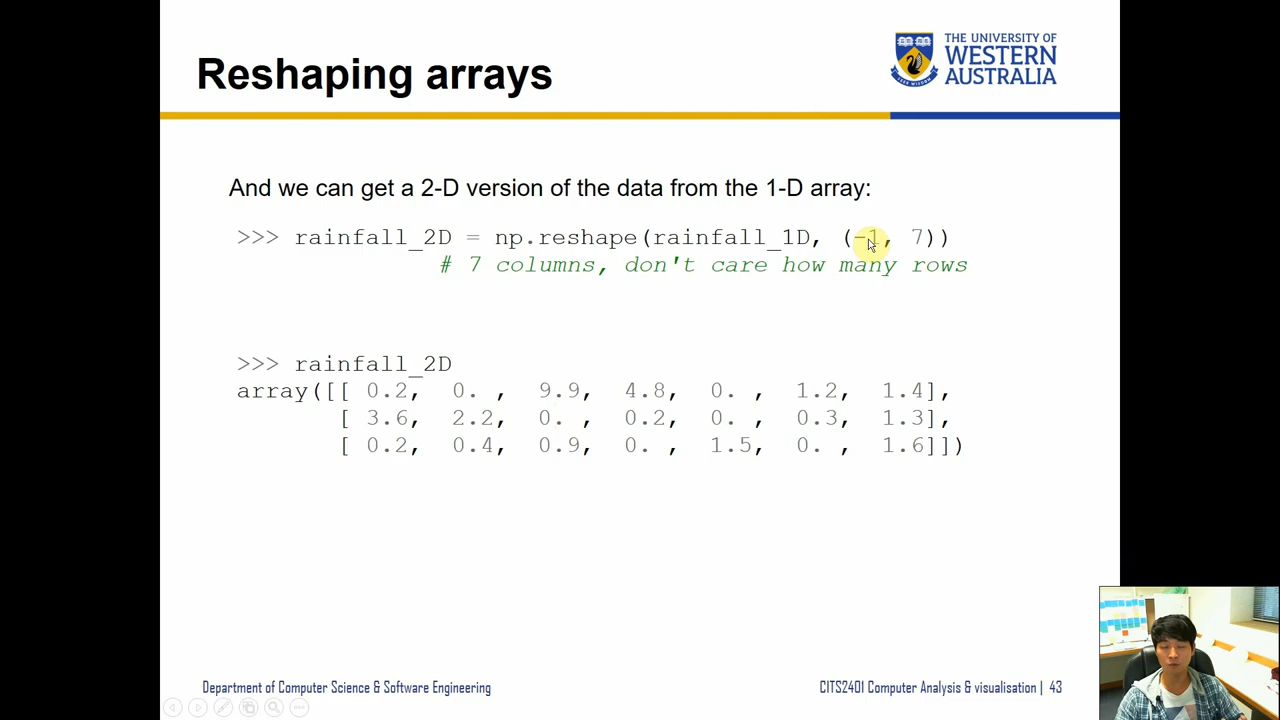 Reshaping arrays
THE UNIVERSITY OF
WESTERN
AUSTRALIA
And we can get a 2-D version of the data from the 1-D array:
>>> rainfall_2D = np.reshape(rainfall_1D, (-1, 7))
# 7 columns, don't care how many rows
>>> rainfall_2D
array([[ 0.2, 0. , 9.9, 4.8, 0. , 1.2, 1.4],
[ 3.6, 2.2, 0. , 0.2, 0. , 0.3, 1.3],
[ 0.2, 0.4, 0.9, 0. , 1.5, 0. , 1.6]])
Department of Computer Science & Software Engineering
CITS2401 Computer Analysis & visualisation | 43